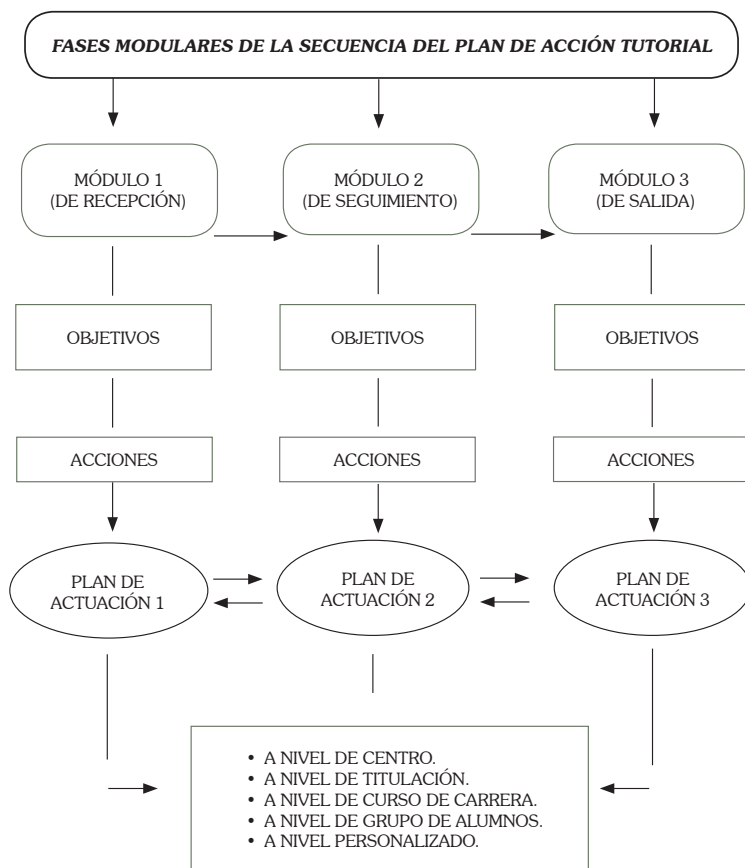 FASES MODULARES DE LA SECUENCIA DEL PLAN DE ACCIÓN TUTORIAL
MÓDULO 1
(DE RECEPCIÓN)
MÓDULO 2
(DE SEGUIMIENTO)
MÓDULO 3
(DE SALIDA)
OBJETIVOS
OBJETIVOS
OBJETIVOS
ACCIONES
ACCIONES
ACCIONES
PLAN DE
ACTUACIÓN 1
PLAN DE
ACTUACIÓN 2
PLAN DE
ACTUACIÓN 3
• A NIVEL DE CENTRO.
• A NIVEL DE TITULACIÓN.
• A NIVEL DE CURSO DE CARRERA.
• A NIVEL DE GRUPO DE ALUMNOS.
• A NIVEL PERSONALIZADO.